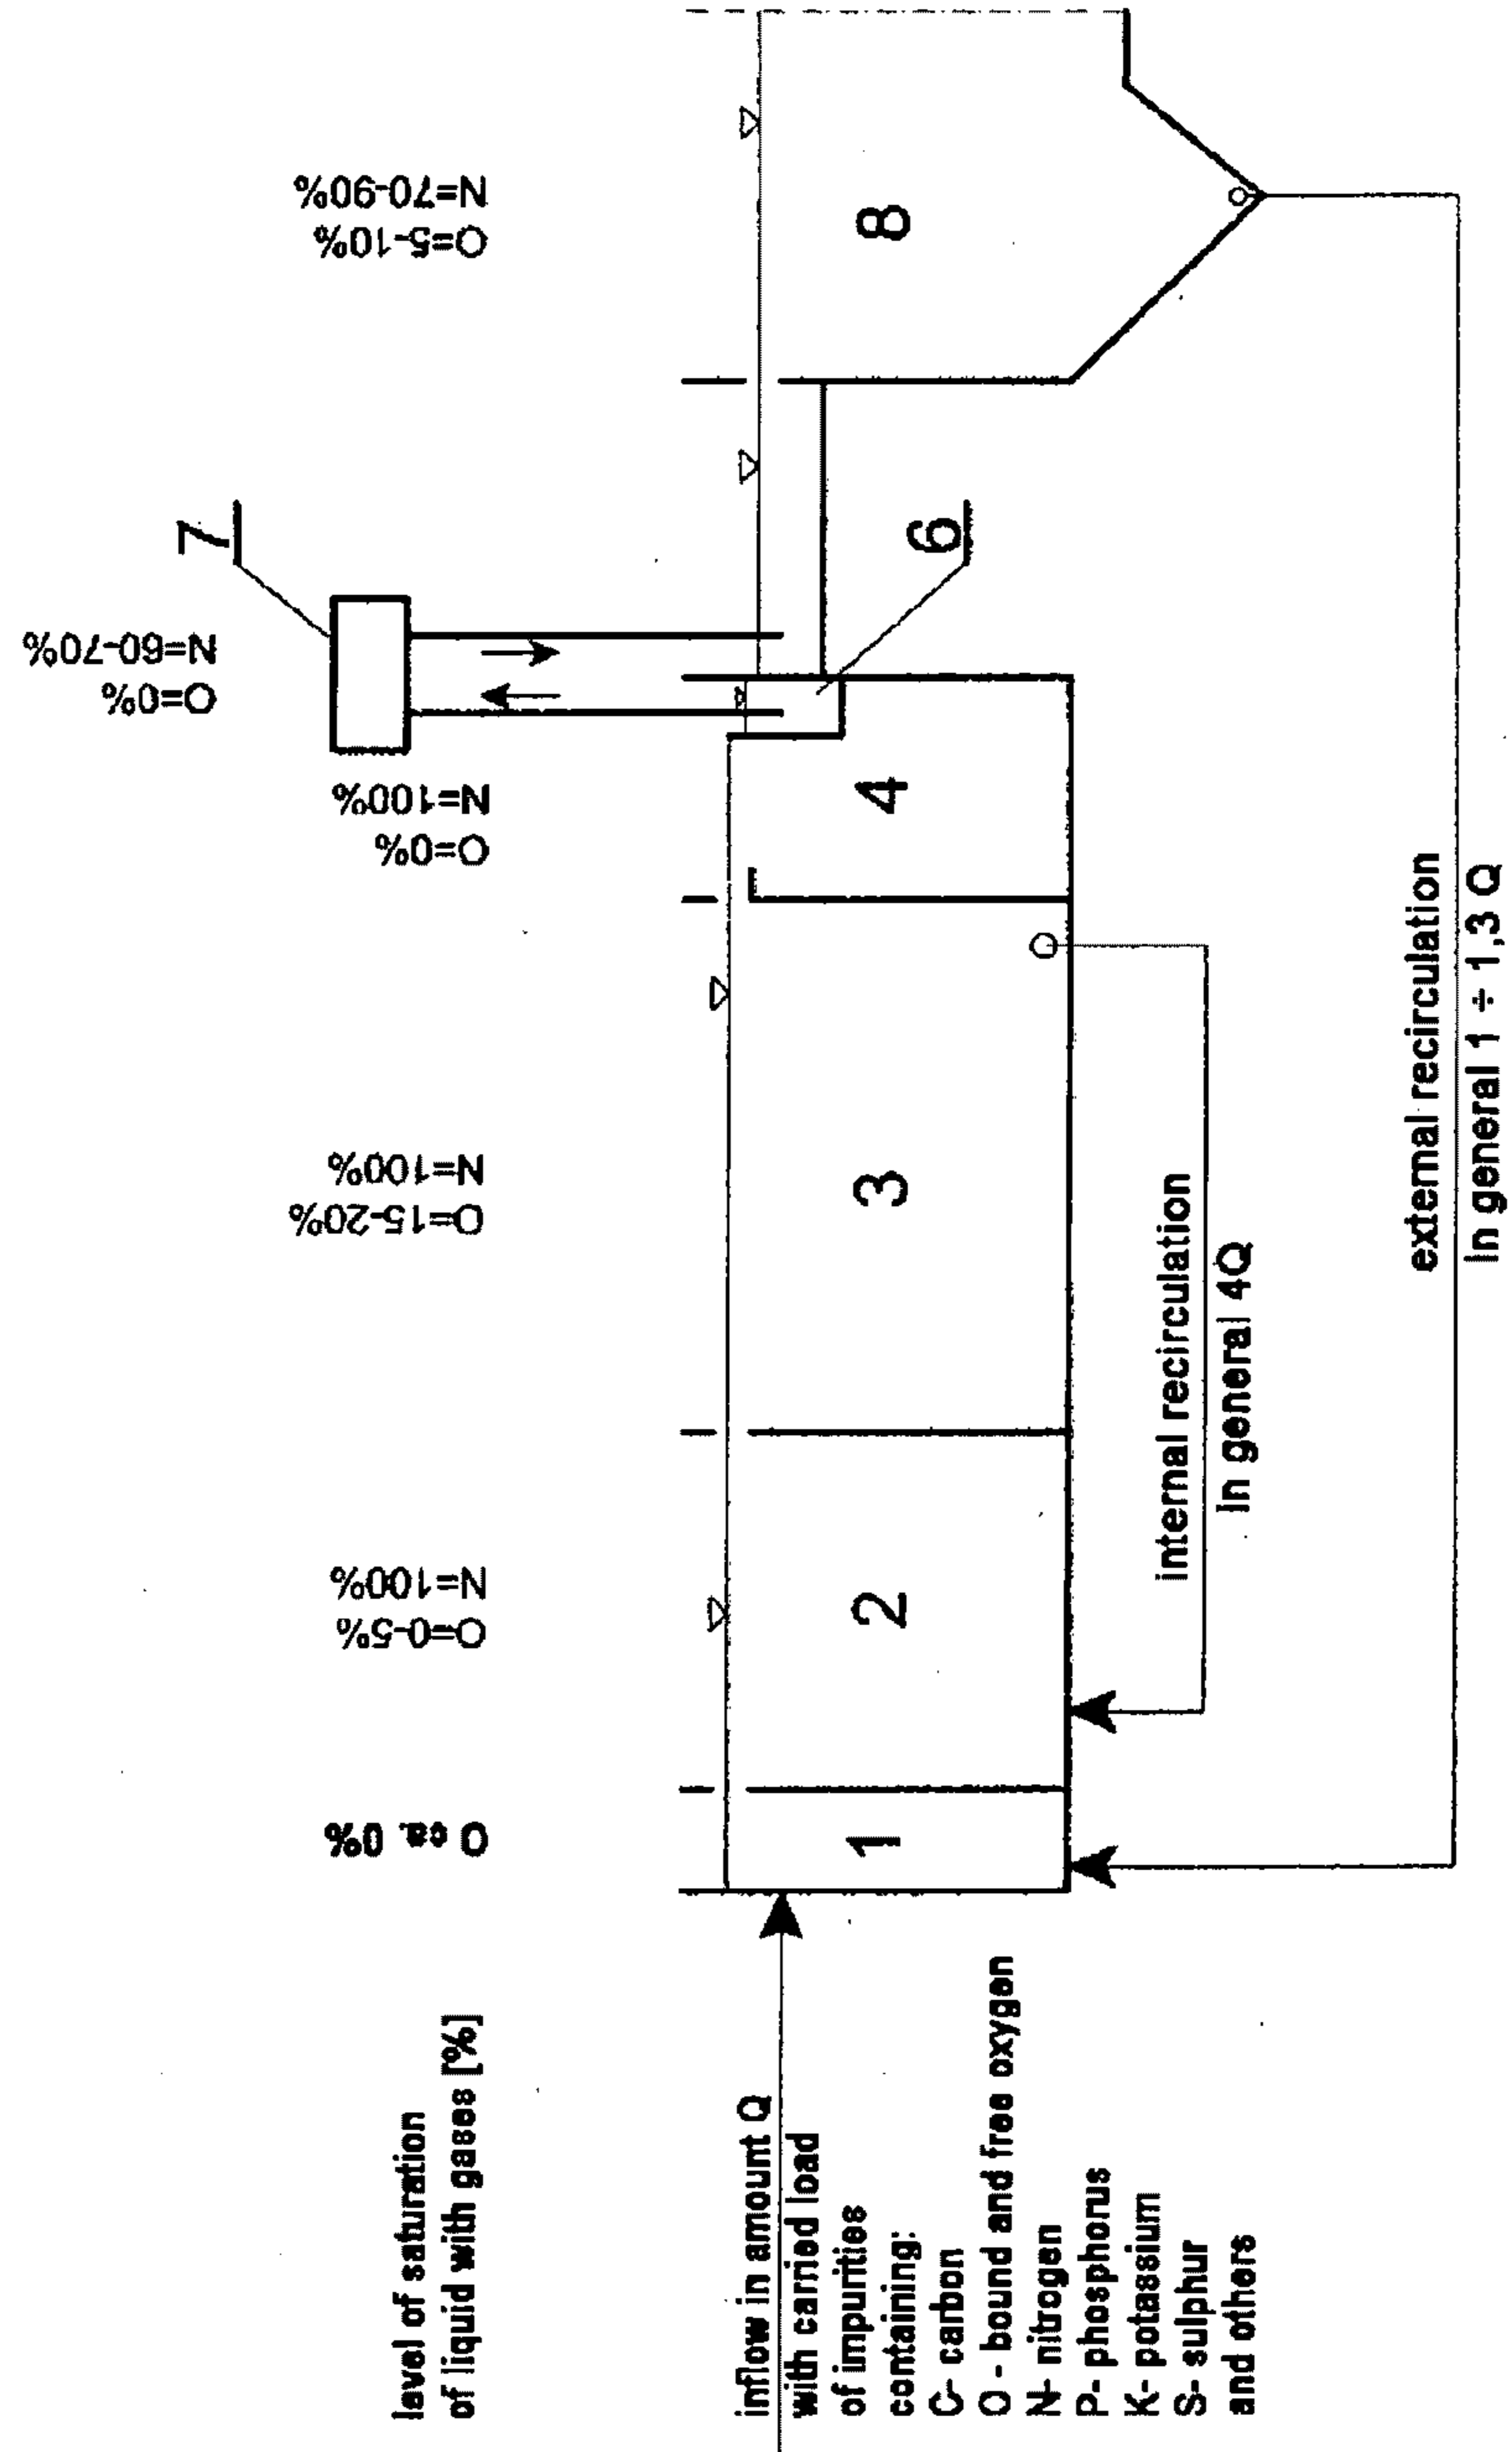 level of saturation
of liquid with gases [%]
O ca. 0%
O=0-5%
N=100%
O=15-20%
N=100%
O=0%
N=100%
O=0%
N=60-70%
O=5-10%
N=70-90%
7
6
1
2
3
4
8
inflow in amount Q
with carried load
of impurities
containing:
C- carbon
O - bound and free oxygen
N- nitrogen
P- phosphorus
K- potassium
S- sulphur
and others
internal recirculation
in general 4Q
external recirculation
in general 1 ÷ 1,3 Q